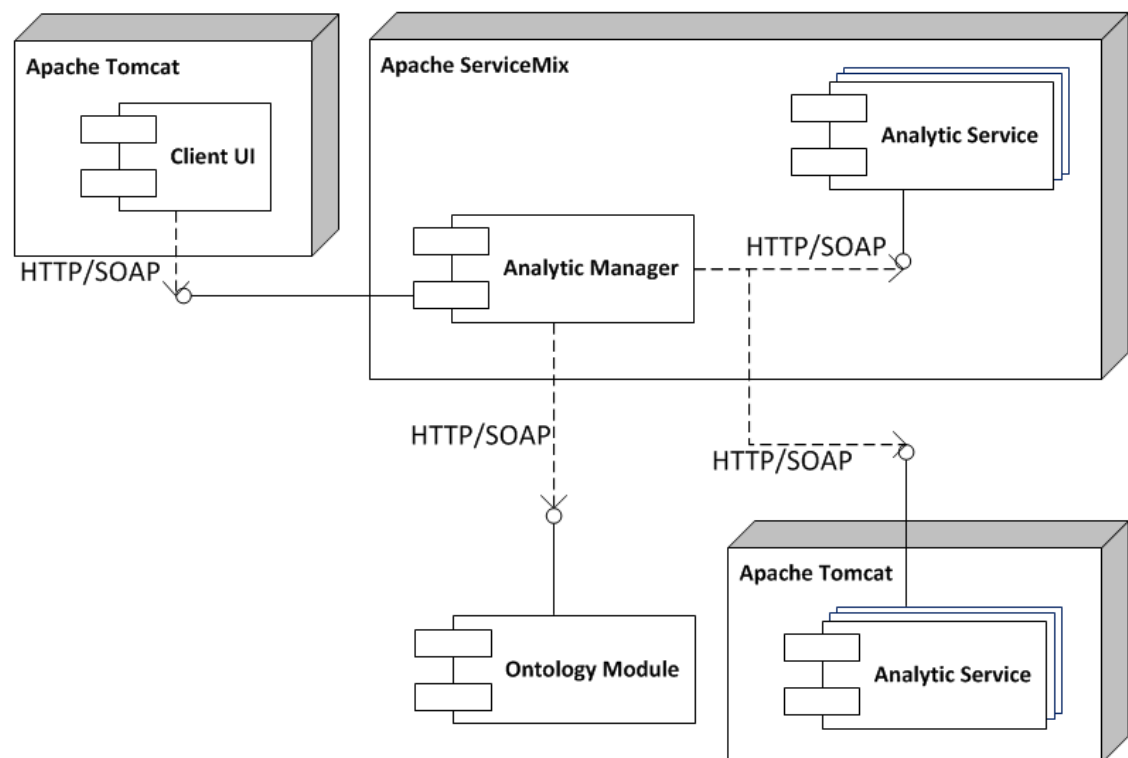 Apache Tomcat
Client UI
HTTP/SOAP
Apache ServiceMix
Analytic Service
HTTP/SOAP
Analytic Manager
HTTP/SOAP
HTTP/SOAP
Ontology Module
Apache Tomcat
Analytic Service